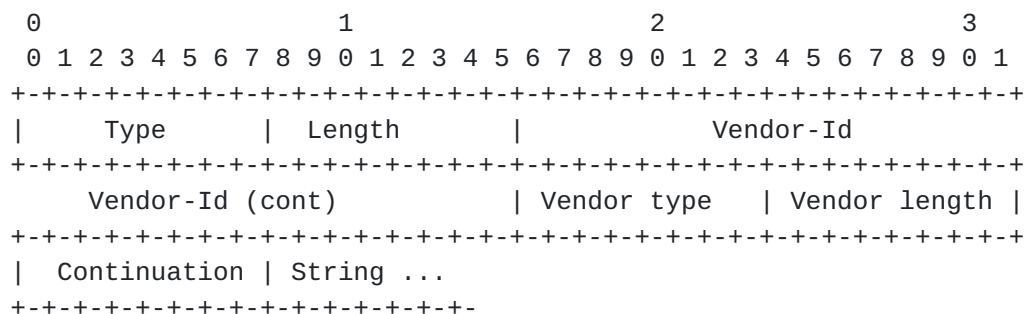 0                   1                   2                   3
 0 1 2 3 4 5 6 7 8 9 0 1 2 3 4 5 6 7 8 9 0 1 2 3 4 5 6 7 8 9 0 1
+-+-+-+-+-+-+-+-+-+-+-+-+-+-+-+-+-+-+-+-+-+-+-+-+-+-+-+-+-+-+-+-+
|     Type      |  Length       |            Vendor-Id
+-+-+-+-+-+-+-+-+-+-+-+-+-+-+-+-+-+-+-+-+-+-+-+-+-+-+-+-+-+-+-+-+
     Vendor-Id (cont)           | Vendor type   | Vendor length |
+-+-+-+-+-+-+-+-+-+-+-+-+-+-+-+-+-+-+-+-+-+-+-+-+-+-+-+-+-+-+-+-+
|  Continuation | String ...
+-+-+-+-+-+-+-+-+-+-+-+-+-+-+-